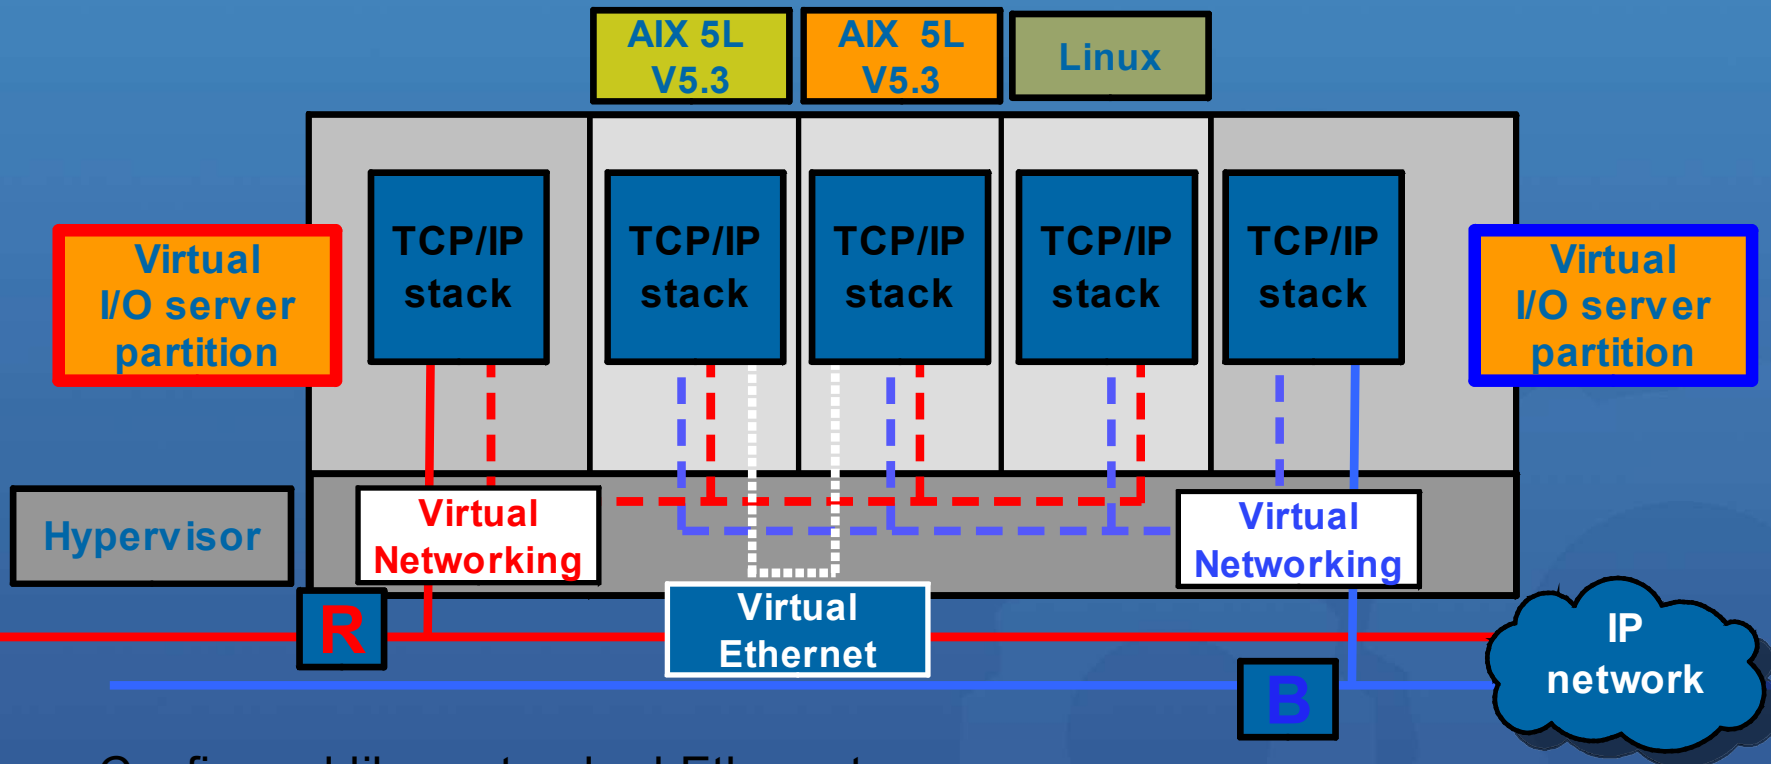 AIX 5L
V5.3
AIX 5L
V5.3
Linux
Virtual
I/O server
partition
TCP/IP
stack
TCP/IP
stack
TCP/IP
stack
TCP/IP
stack
TCP/IP
stack
Virtual
I/O server
partition
Hypervisor
Virtual
Networking
Virtual
Networking
R
Virtual
Ethernet
B
IP
network